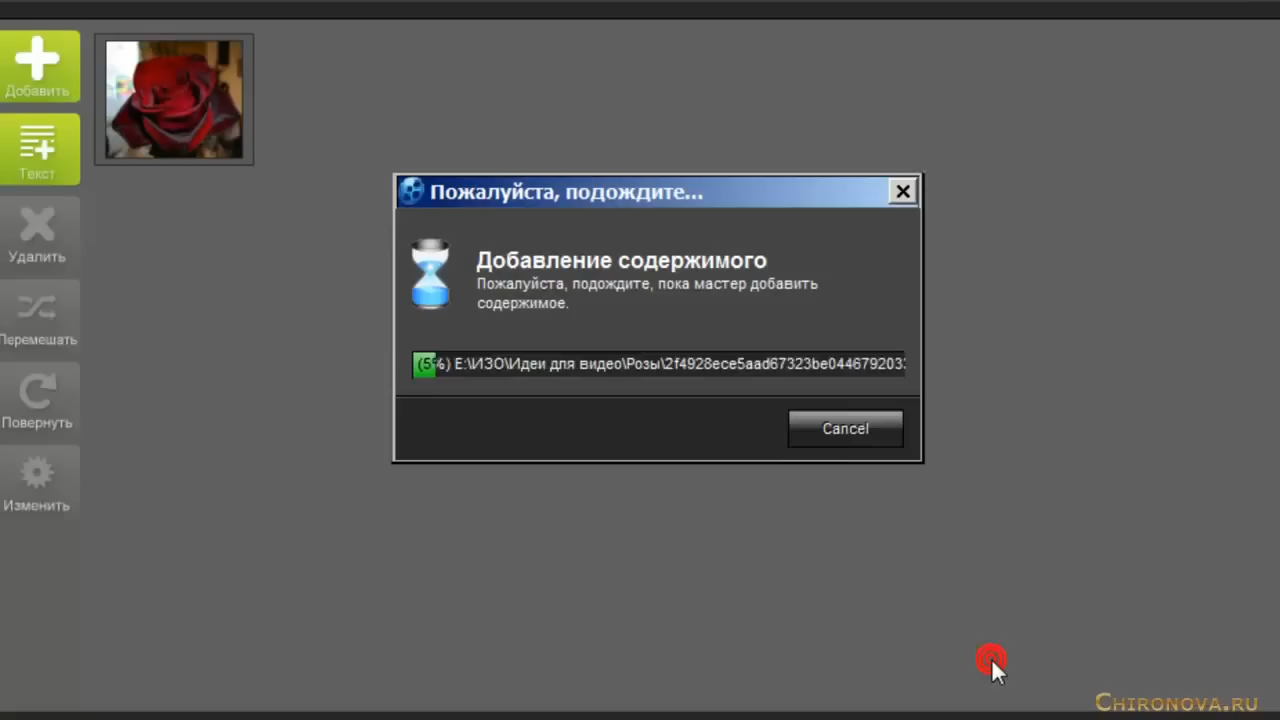 Добавить
Текст
Удалить
Перемешать
Повернуть
Изменить
Пожалуйста, подождите...
Добавление содержимого
Пожалуйста, подождите, пока мастер добавить
содержимое.
(5%) E:\ИЗО\Идеи для видео\Розы\2f4928ece5aad67323be0446792033
Cancel
Chironova.ru